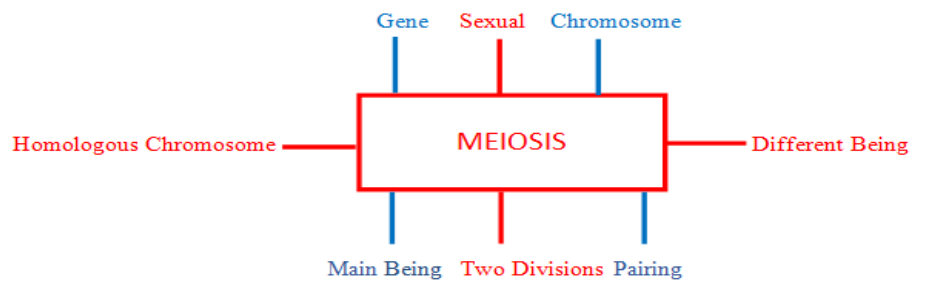 Gene Sexual Chromosome
Homologous Chromosome MEIOSIS Different Being
Main Being Two Divisions Pairing